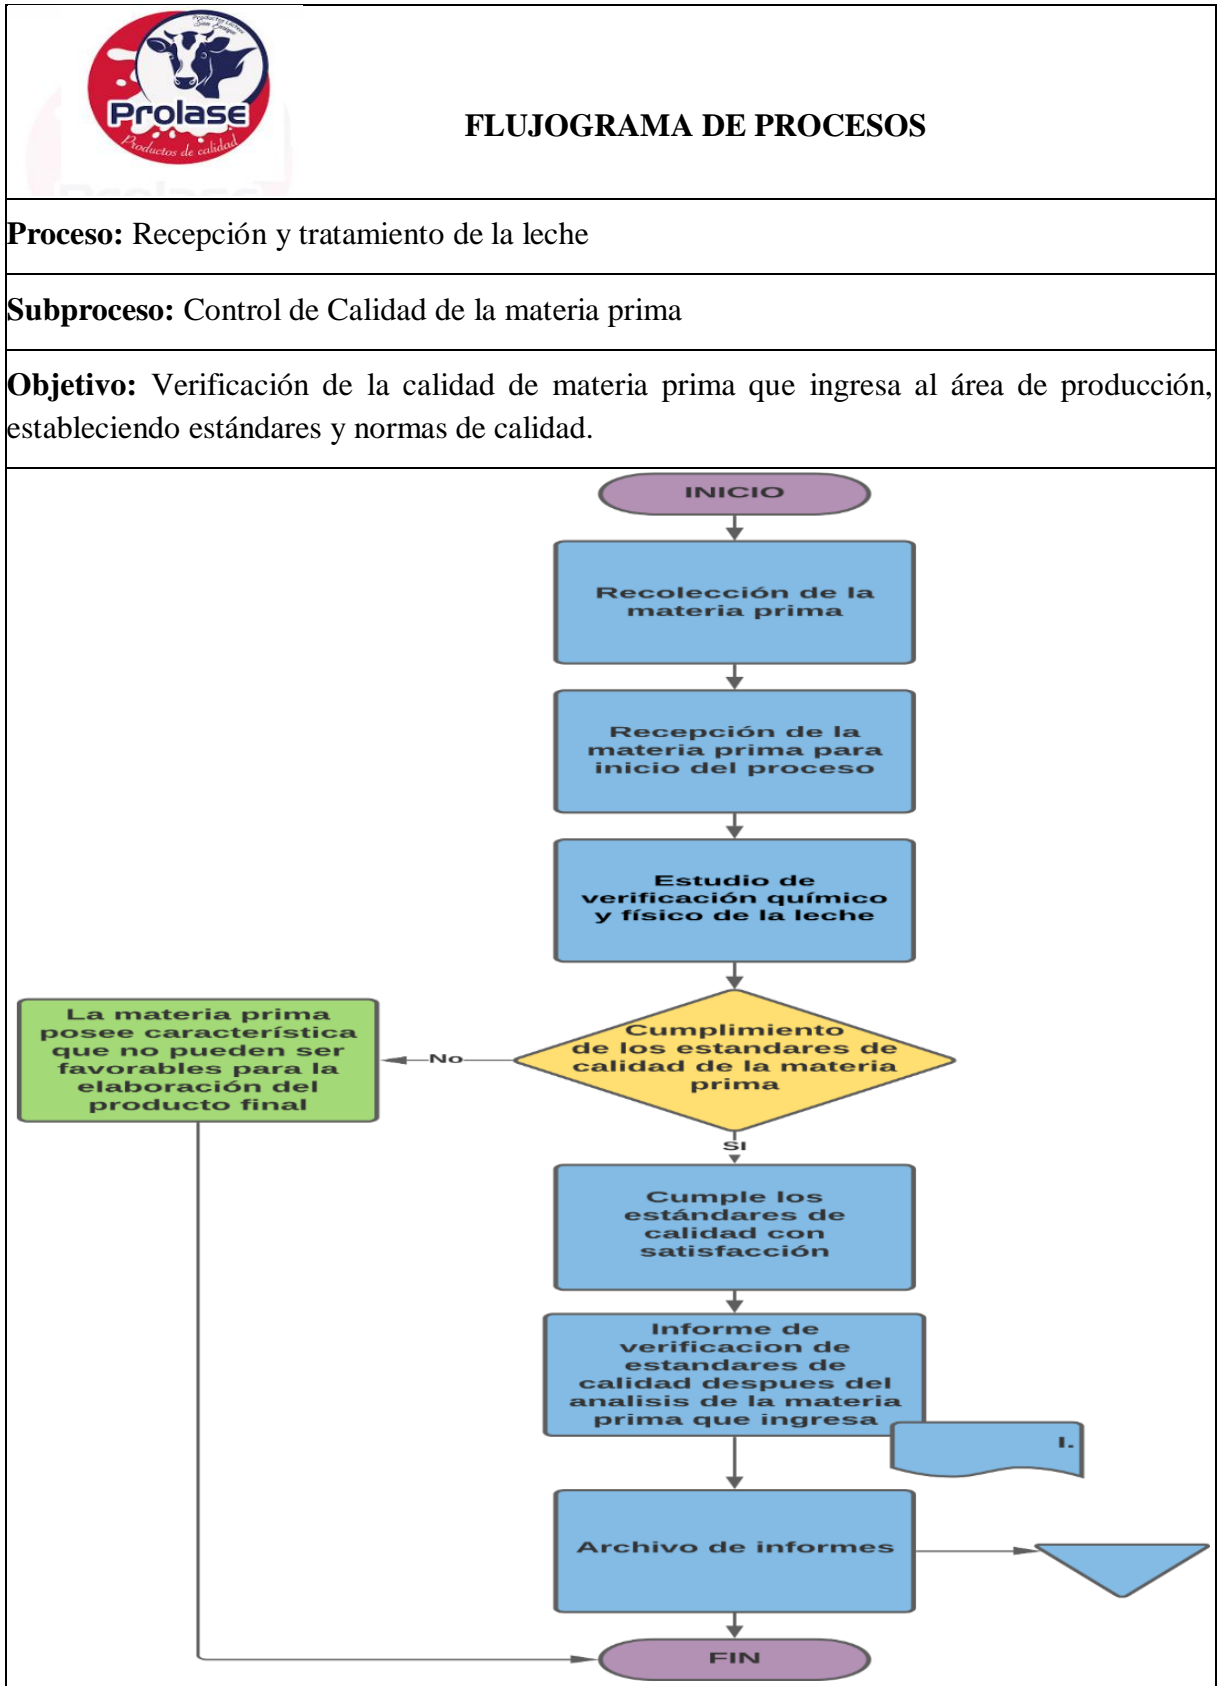 Productos Lácteos
San Enrique
Prolase
Productos de calidad
FLUJOGRAMA DE PROCESOS
Proceso: Recepción y tratamiento de la leche
Subproceso: Control de Calidad de la materia prima
Objetivo: Verificación de la calidad de materia prima que ingresa al área de producción,
estableciendo estándares y normas de calidad.
INICIO
Recolección de la
materia prima
Recepción de la
materia prima para
inicio del proceso
Estudio de
verificación químico
y físico de la leche
Cumplimiento
de los estandares de
calidad de la materia
prima
No
La materia prima
posee característica
que no pueden ser
favorables para la
elaboración del
producto final
SI
Cumple los
estándares de
calidad con
satisfacción
Informe de
verificacion de
estandares de
calidad despues del
analisis de la materia
prima que ingresa
I.
Archivo de informes
FIN